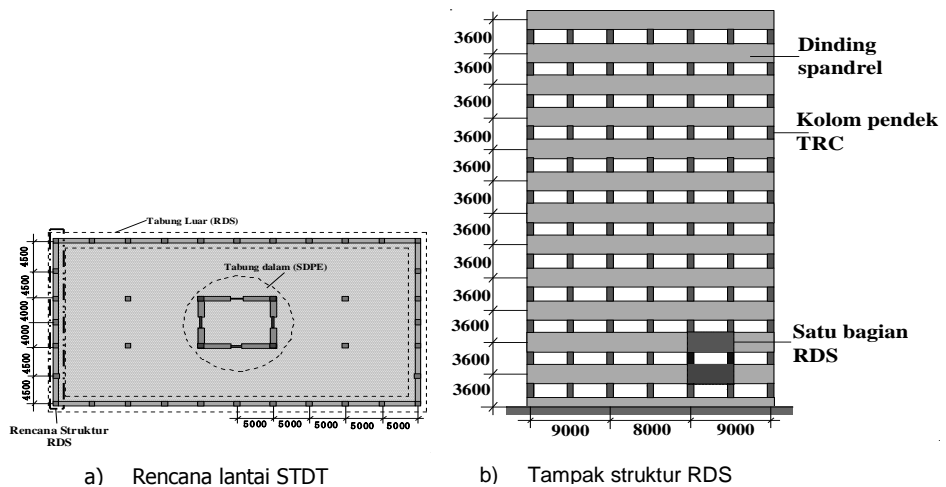 Tabung Luar (RDS)
Tabung dalam (SDPE)
4500
4500
4000
4000
4500
4500
5000 5000 5000 5000 5000
Rencana Struktur
RDS
a) Rencana lantai STDT
3600
3600
3600
3600
3600
3600
3600
3600
3600
3600
3600
3600
9000 8000 9000
Dinding
spandrel
Kolom pendek
TRC
Satu bagian
RDS
b) Tampak struktur RDS